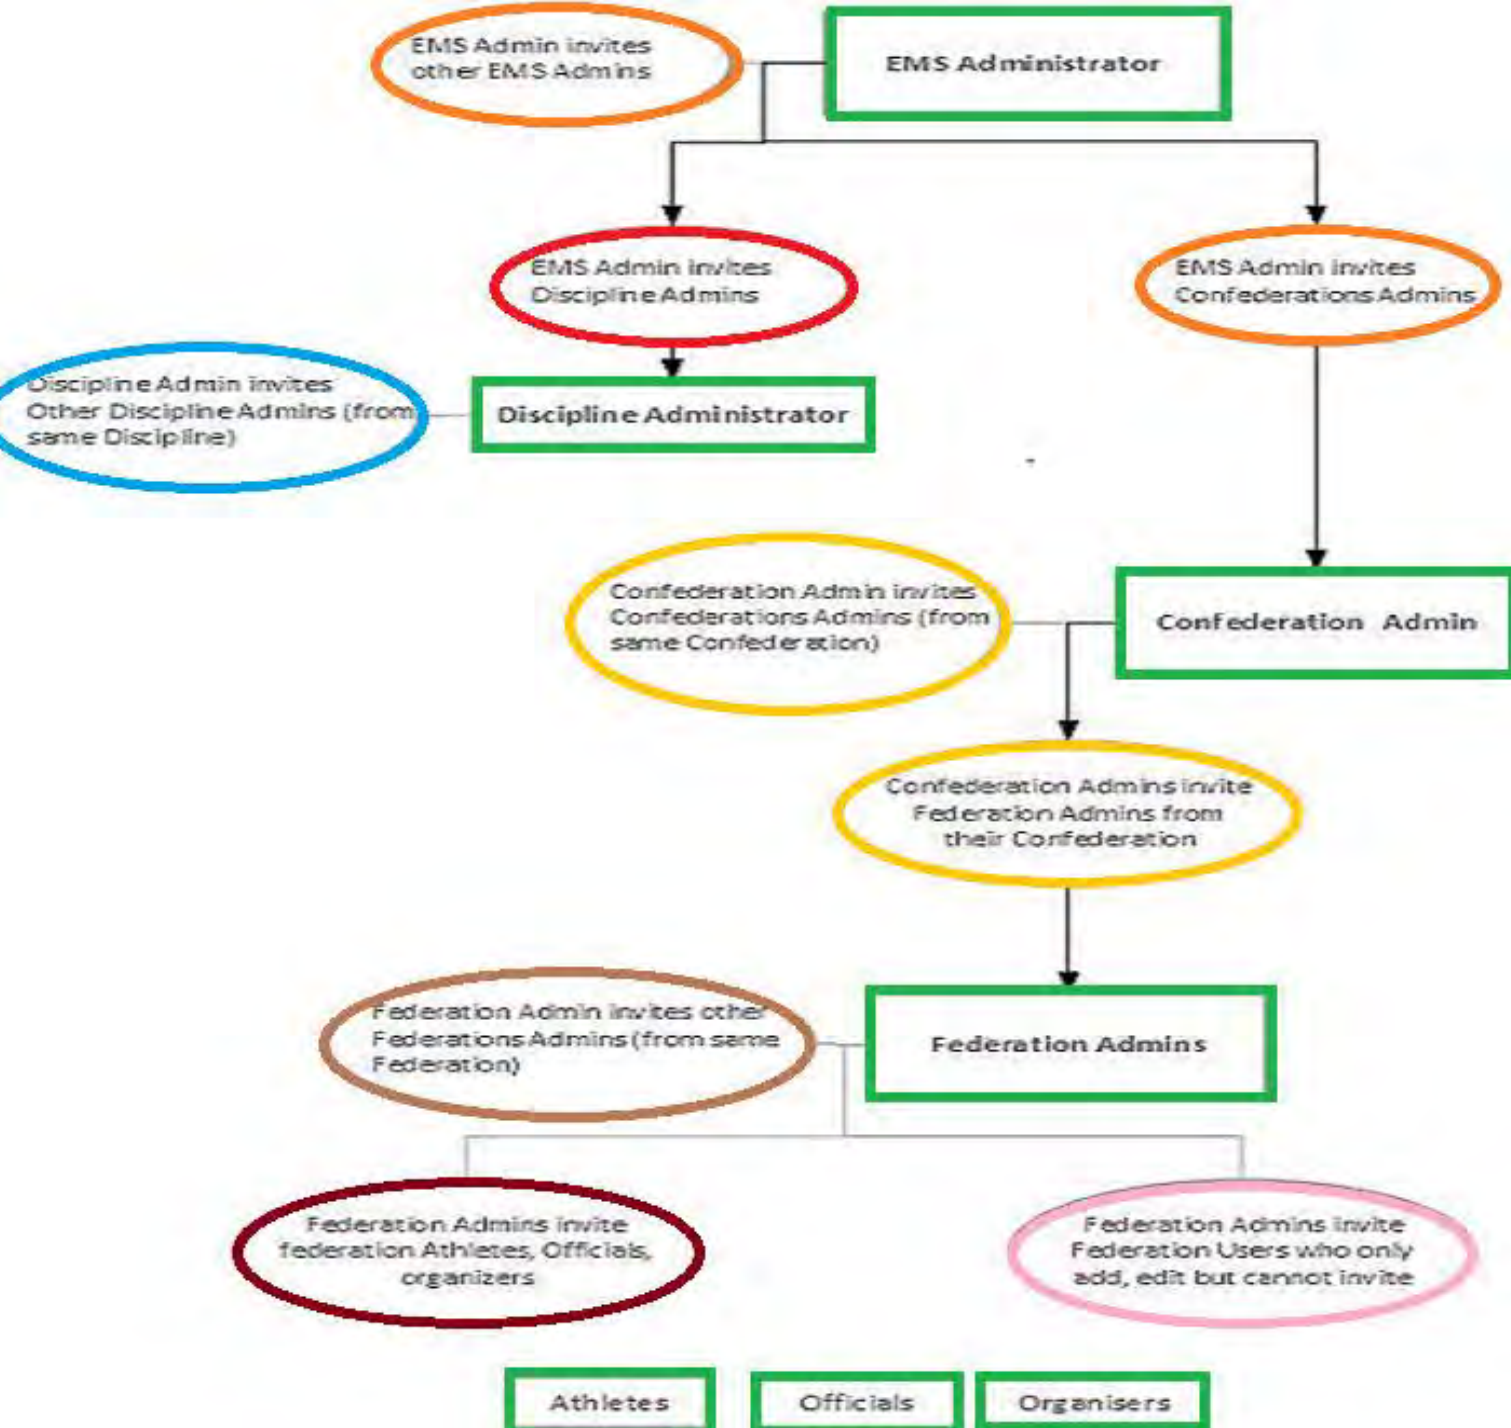 EMS Admin invites
other EMS Admins
EMS Administrator
EMS Admin invites
Discipline Admins
EMS Admin invites
Confederations Admins
Discipline Admin invites
Other Discipline Admins (from
same Discipline)
Discipline Administrator
Confederation Admin invites
Confederations Admins (from
same Confederation)
Confederation Admin
Confederation Admins invite
Federation Admins from
their Confederation
Federation Admin invites other
Federations Admins (from same
Federation)
Federation Admins
Federation Admins invite
federation Athletes, Officials,
organizers
Federation Admins invite
Federation Users who only
add, edit but cannot invite
Athletes
Officials
Organisers